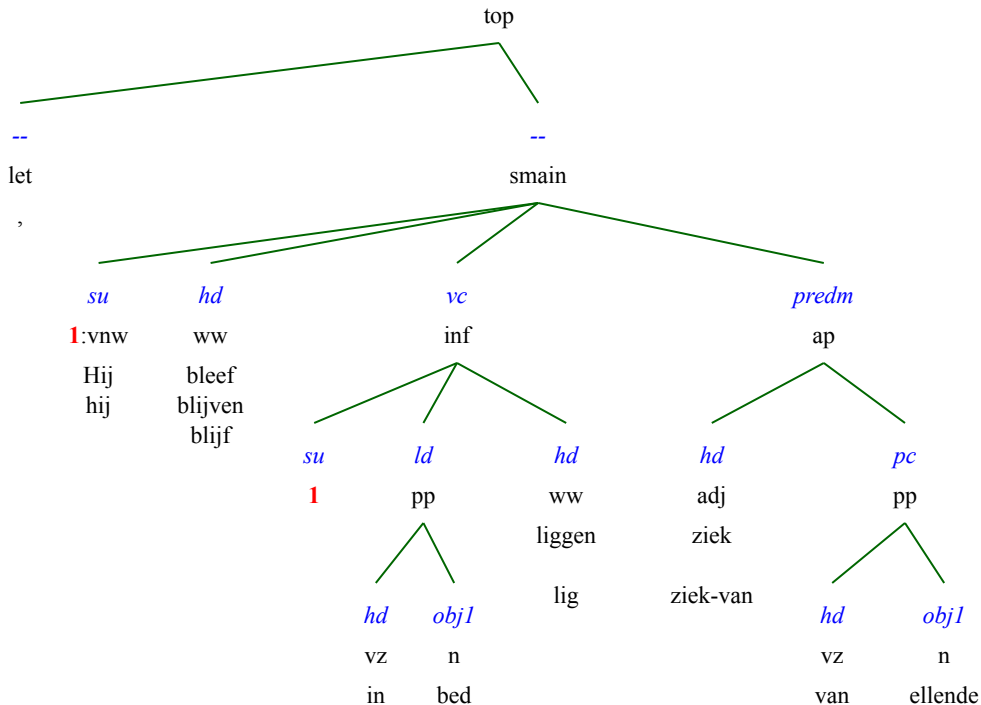 top
-- --
let smain
,
su hd vc predm
1:vnw ww inf ap
Hij bleef
hij blijven
blijf
su ld hd hd pc
1 pp ww adj pp
liggen ziek
lig ziek-van
hd obj1 hd obj1
vz n vz n
in bed van ellende